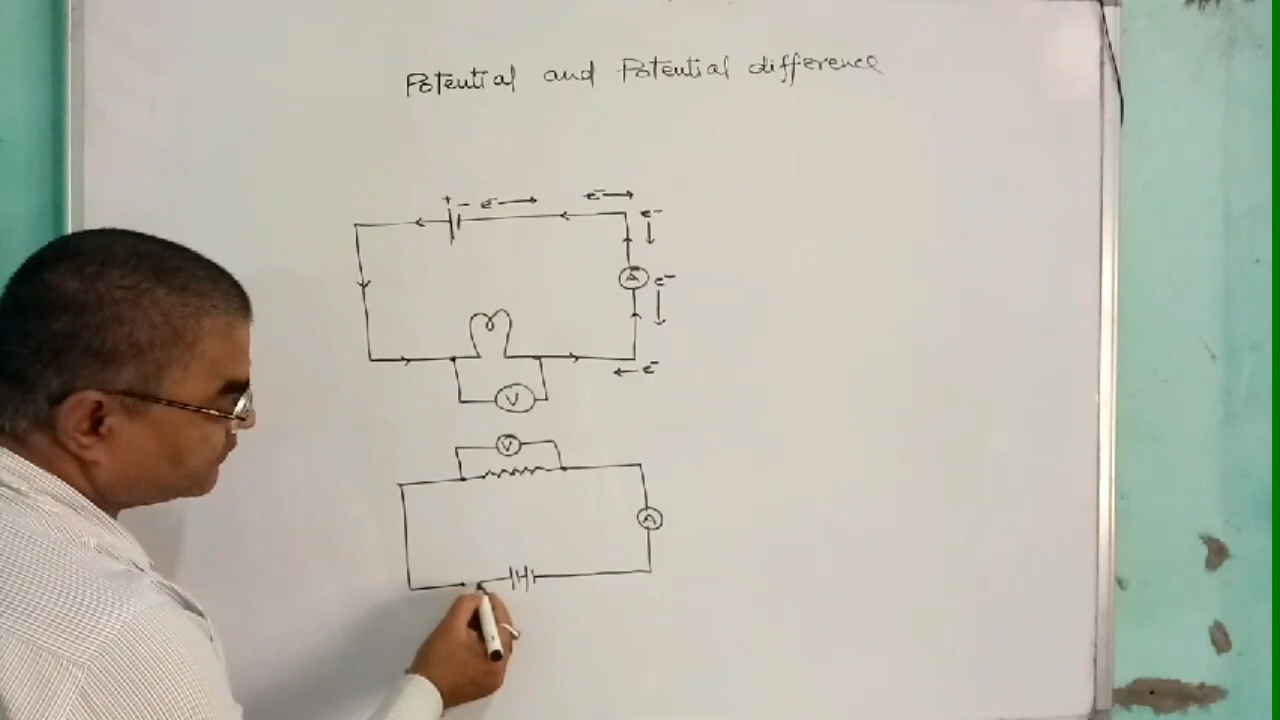 Potential and Potential difference
+ - e⁻ → e⁻ →
e⁻
A e⁻
← e⁻
V
V
A